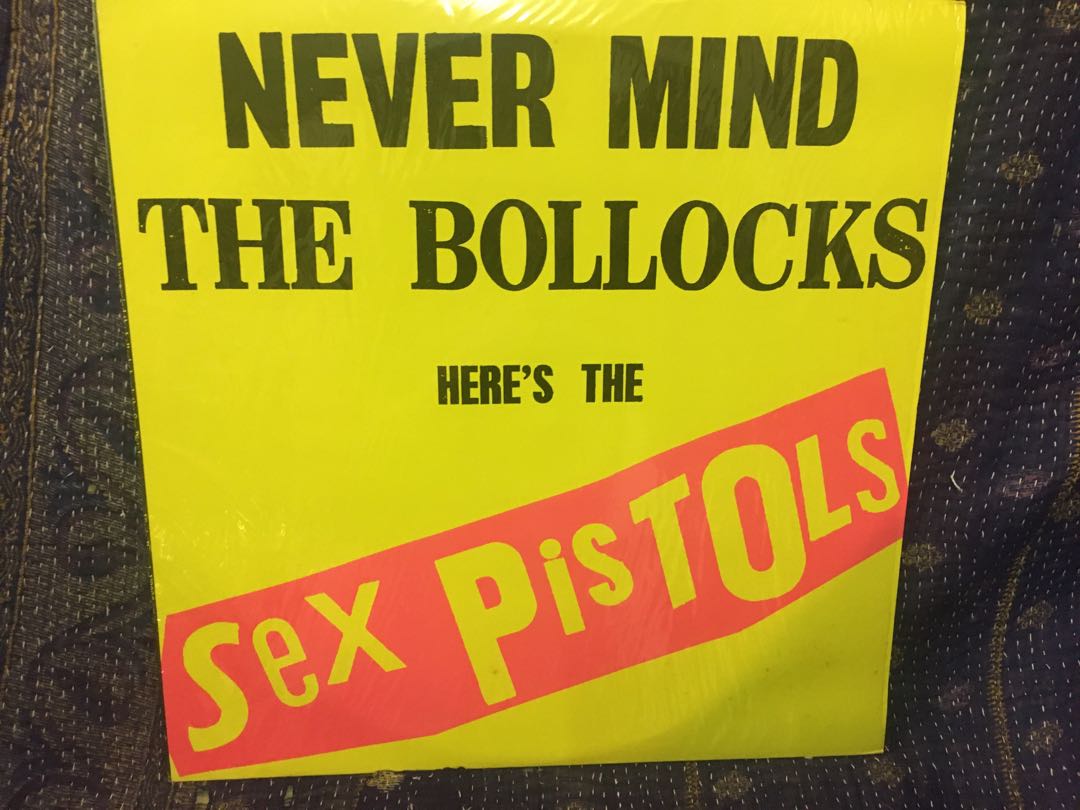 NEVER MIND
THE BOLLOCKS
HERE'S THE
Sex PisTOLs